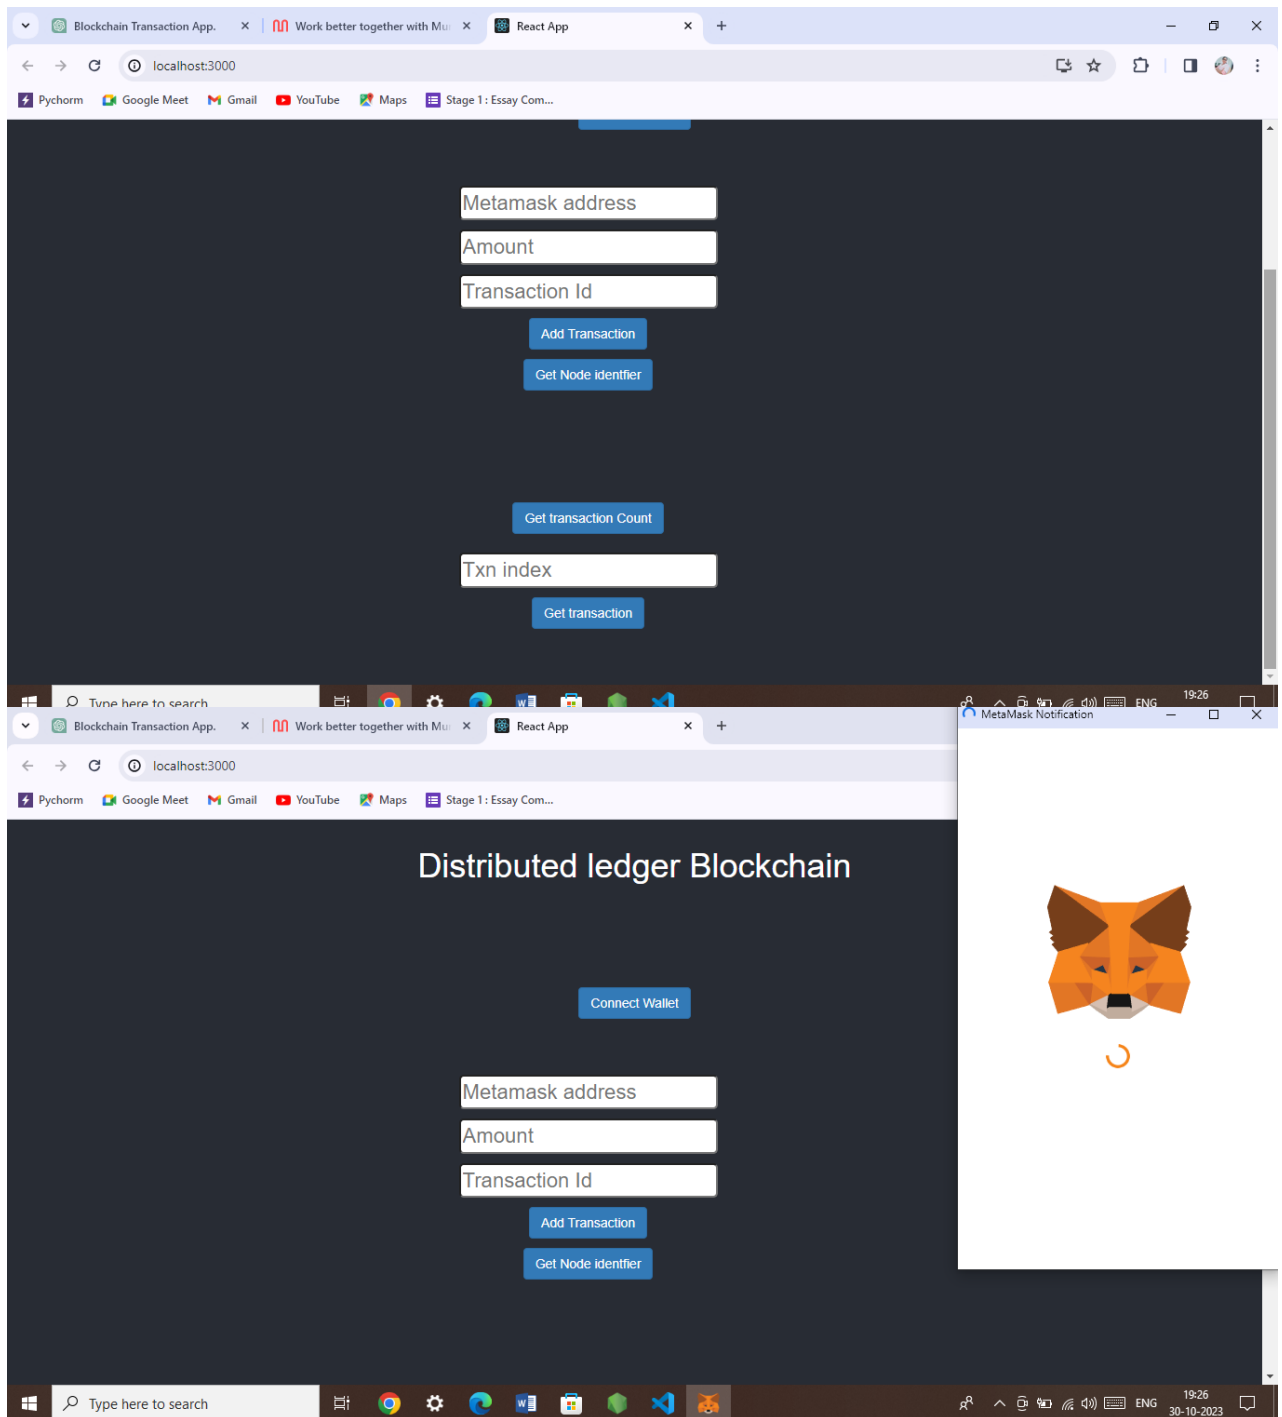 Blockchain Transaction App.
Work better together with Mu
React App
localhost:3000
Pychorm
Google Meet
Gmail
YouTube
Maps
Stage 1 : Essay Com...
Metamask address
Amount
Transaction Id
Add Transaction
Get Node identfier
Get transaction Count
Txn index
Get transaction
Type here to search
ENG
19:26
Blockchain Transaction App.
Work better together with Mu
React App
MetaMask Notification
localhost:3000
Pychorm
Google Meet
Gmail
YouTube
Maps
Stage 1 : Essay Com...
Distributed ledger Blockchain
Connect Wallet
Metamask address
Amount
Transaction Id
Add Transaction
Get Node identfier
Type here to search
ENG
19:26
30-10-2023